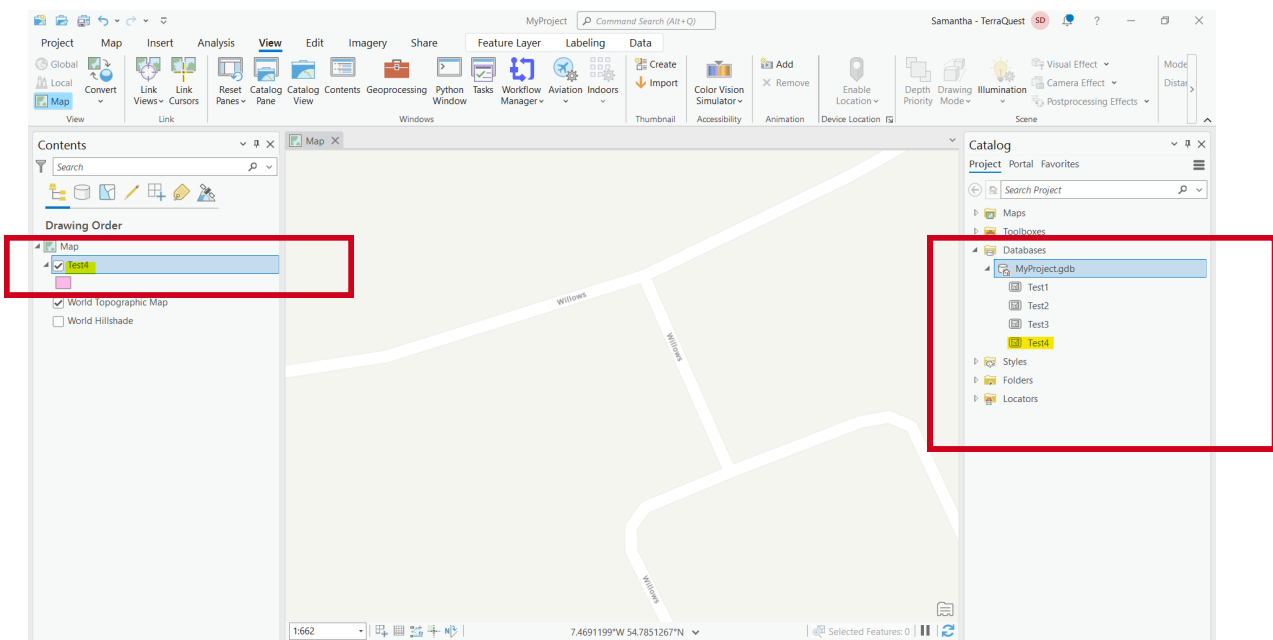 MyProject
Command Search (Alt+Q)
Samantha - TerraQuest
SD
?
Project Map Insert Analysis View Edit Imagery Share Feature Layer Labeling Data
Global
Local
Map
Convert
Link Views
Link Cursors
Reset Panes
Catalog Pane
Catalog View
Contents
Geoprocessing
Python Window
Tasks
Workflow Manager
Aviation
Indoors
Create
Import
Color Vision Simulator
Add
Remove
Enable Location
Depth Priority
Drawing Mode
Illumination
Visual Effect
Camera Effect
Postprocessing Effects
Mode
Distan
View Link Windows Thumbnail Accessibility Animation Device Location Scene
Contents
Search
Drawing Order
Map
Test4
World Topographic Map
World Hillshade
Map
Willows
Willows
Willows
1:662
7.4691199°W 54.7851267°N
Selected Features: 0
Catalog
Project Portal Favorites
Search Project
Maps
Toolboxes
Databases
MyProject.gdb
Test1
Test2
Test3
Test4
Styles
Folders
Locators